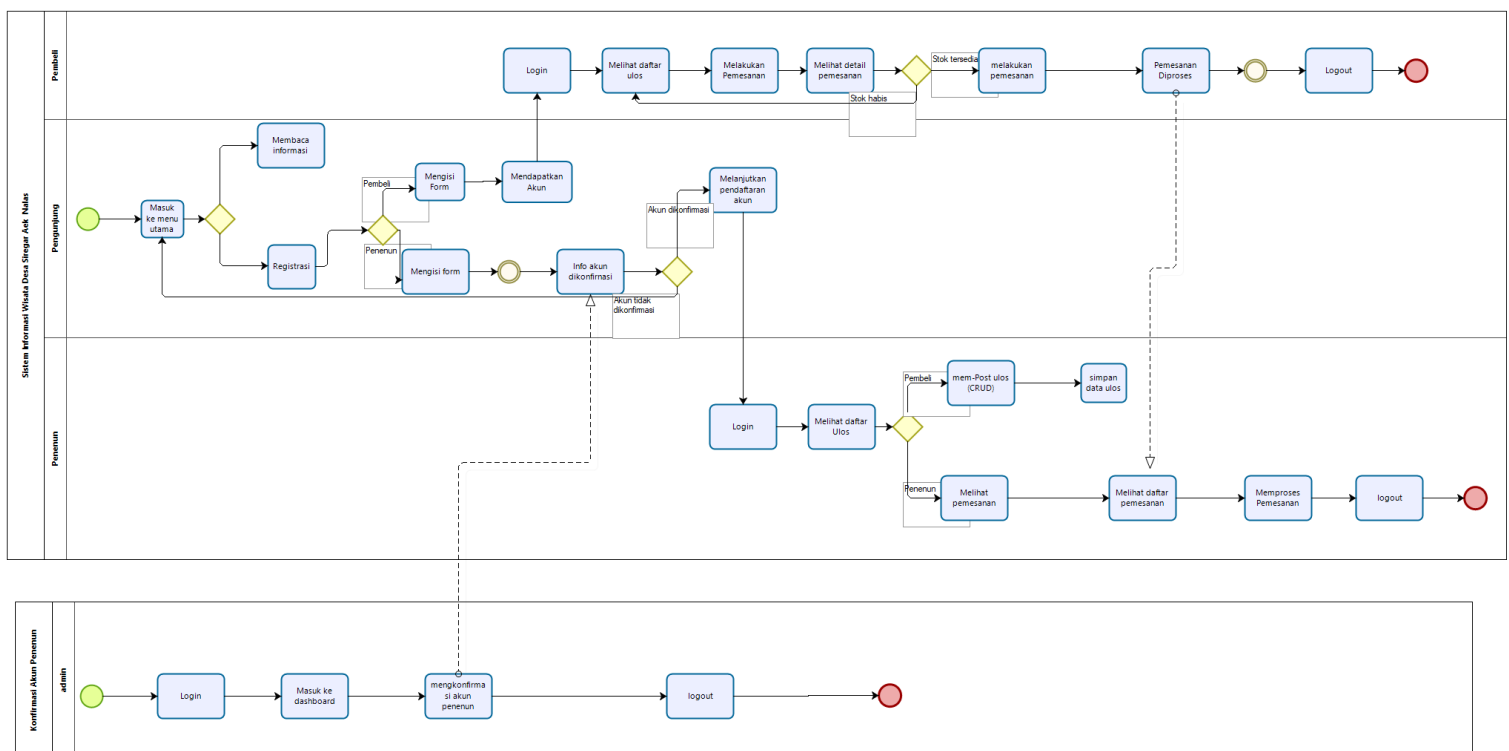 Sistem Informasi Wisata Desa Siregar Aek Nalas
Pembeli
Login
Melihat daftar
ulos
Melakukan
Pemesanan
Melihat detail
pemesanan
Stok tersedia
Stok habis
melakukan
pemesanan
Pemesanan
Diproses
Logout
Pengunjung
Masuk
ke menu
utama
Membaca
informasi
Registrasi
Pembeli
Mengisi
Form
Mendapatkan
Akun
Penenun
Mengisi form
Info akun
dikonfirnasi
Akun dikonfirmasi
Akun tidak
dikonfirmasi
Melanjutkan
pendaftaran
akun
Penenun
Login
Melihat daftar
Ulos
Pembeli
mem-Post ulos
(CRUD)
simpan
data ulos
Penenun
Melihat
pemesanan
Melihat daftar
pemesanan
Memproses
Pemesanan
logout
Konfirmasi Akun Penenun
admin
Login
Masuk ke
dashboard
mengkonfirma
si akun
penenun
logout